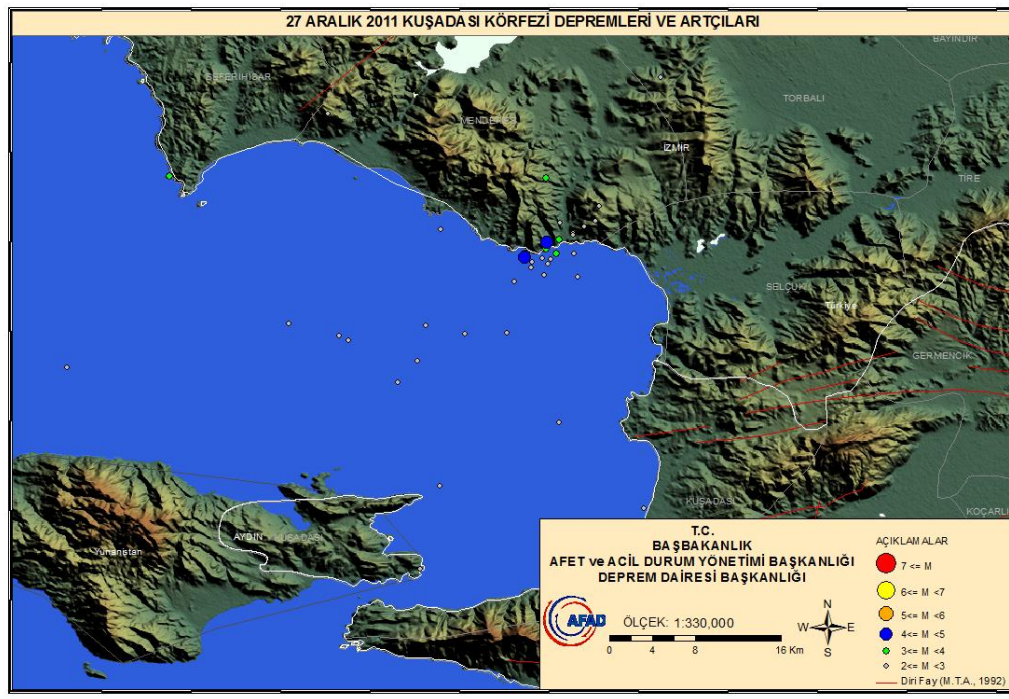 27 ARALIK 2011 KUŞADASI KÖRFEZİ DEPREMLERİ VE ARTÇILARI
BAYINDIR
SEFERİHİSAR
TORBALI
MENDERES
İZMİR
TİRE
SELÇUK
Türkiye
GERMENCİK
KUŞADASI
KOÇARLI
AYDIN
KUŞADASI
Yunanistan
T.C.
BAŞBAKANLIK
AFET ve ACİL DURUM YÖNETİMİ BAŞKANLIĞI
DEPREM DAİRESİ BAŞKANLIĞI
AFAD
ÖLÇEK: 1:330,000
0 4 8 16 Km
N
W E
S
AÇIKLAMALAR
7 <= M
6<= M <7
5<= M <6
4<= M <5
3<= M <4
2<= M <3
Diri Fay (M.T.A., 1992)